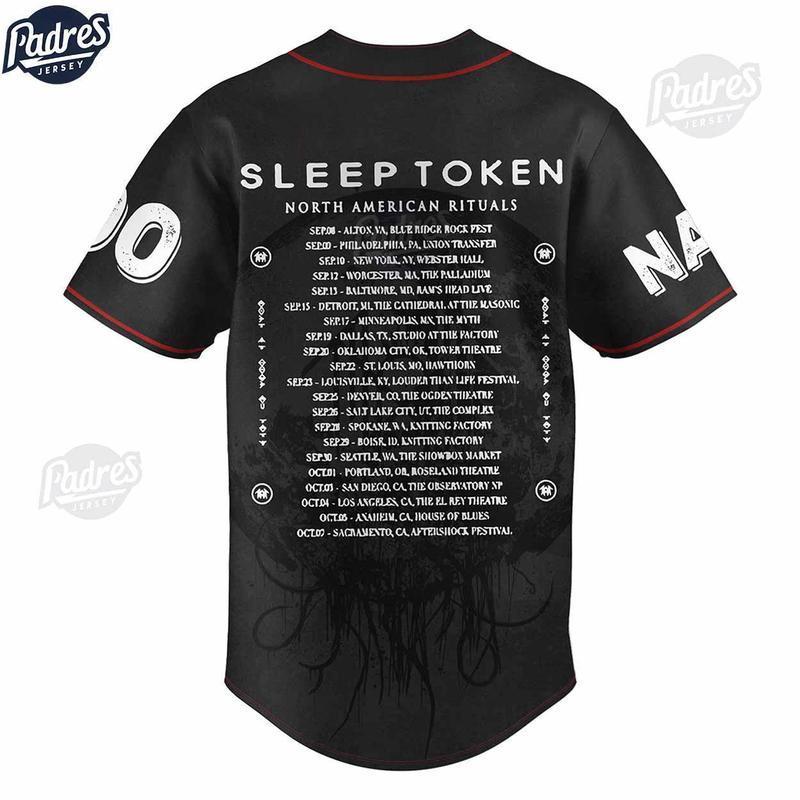 Padres
JERSEY
Padres
JERSEY
SLEEP TOKEN
NORTH AMERICAN RITUALS
SEP.08 - ALTON, VA, BLUE RIDGE ROCK FEST
SEP.09 - PHILADELPHIA, PA, UNION TRANSFER
SEP.10 - NEW YORK, NY, WEBSTER HALL
SEP.12 - WORCESTER, MA, THE PALLADIUM
SEP.13 - BALTIMORE, MD, RAM'S HEAD LIVE
SEP.15 - DETROIT, MI, THE CATHEDRAL AT THE MASONIC
SEP.17 - MINNEAPOLIS, MN, THE MYTH
SEP.19 - DALLAS, TX, STUDIO AT THE FACTORY
SEP.20 - OKLAHOMA CITY, OK, TOWER THEATRE
SEP.22 - ST. LOUIS, MO, HAWTHORN
SEP.23 - LOUISVILLE, KY, LOUDER THAN LIFE FESTIVAL
SEP.25 - DENVER, CO, THE OGDEN THEATRE
SEP.26 - SALT LAKE CITY, UT, THE COMPLEX
SEP.28 - SPOKANE, WA, KNITTING FACTORY
SEP.29 - BOISE, ID, KNITTING FACTORY
SEP.30 - SEATTLE, WA, THE SHOWBOX MARKET
OCT.01 - PORTLAND, OR, ROSELAND THEATRE
OCT.03 - SAN DIEGO, CA, THE OBSERVATORY NP
OCT.04 - LOS ANGELES, CA, THE EL REY THEATRE
OCT.05 - ANAHEIM, CA, HOUSE OF BLUES
OCT.07 - SACRAMENTO, CA, AFTERSHOCK FESTIVAL
00
NA
Padres
JERSEY